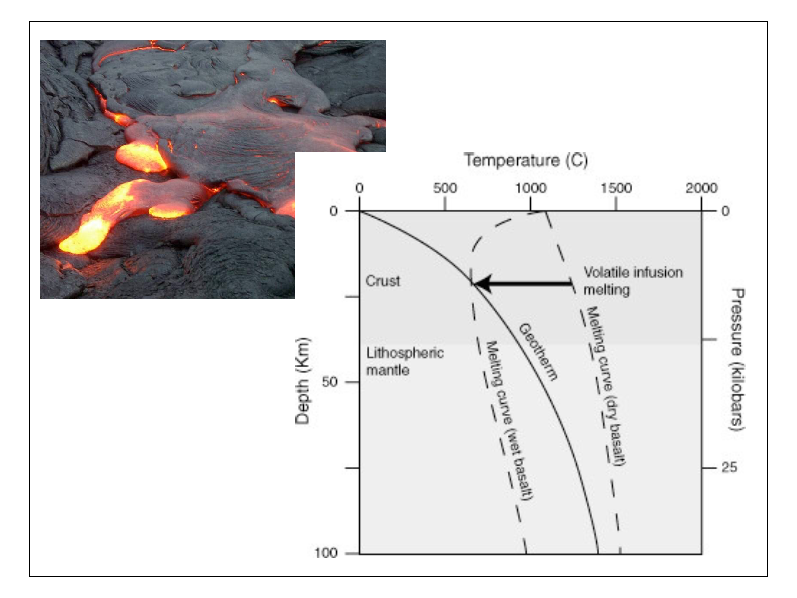 Temperature (C)
0 500 1000 1500 2000
0 0
Crust
Volatile infusion
melting
Lithospheric
mantle
Geotherm
Melting curve (wet basalt)
Melting curve (dry basalt)
50
25
100
Depth (Km)
Pressure (kilobars)